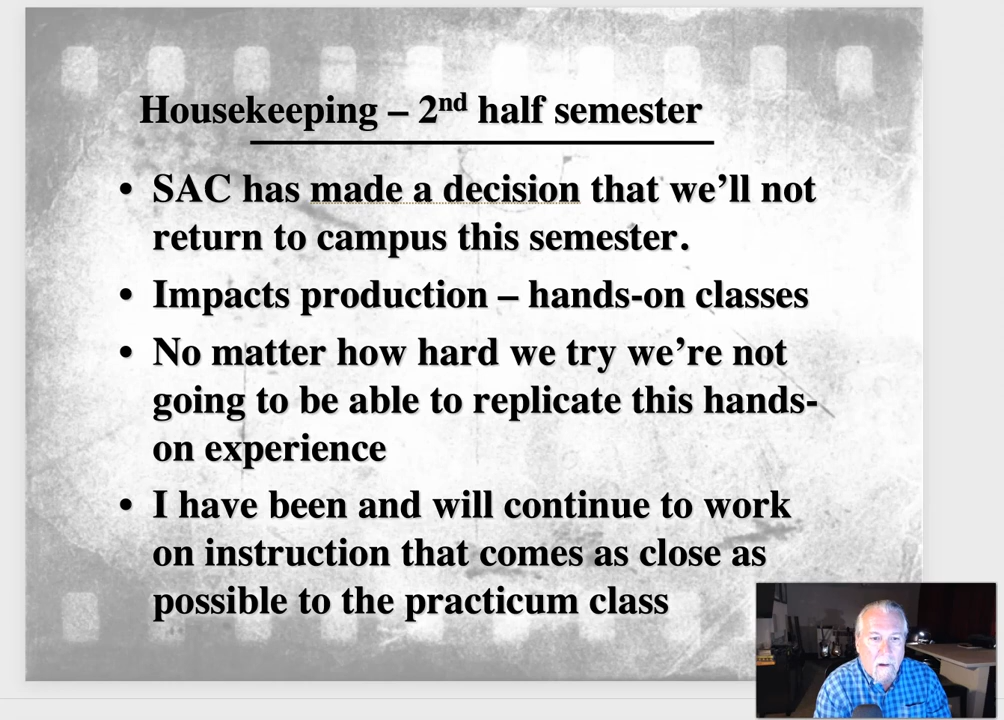 Housekeeping – 2nd half semester
• SAC has made a decision that we’ll not
return to campus this semester.
• Impacts production – hands-on classes
• No matter how hard we try we’re not
going to be able to replicate this hands-
on experience
• I have been and will continue to work
on instruction that comes as close as
possible to the practicum class